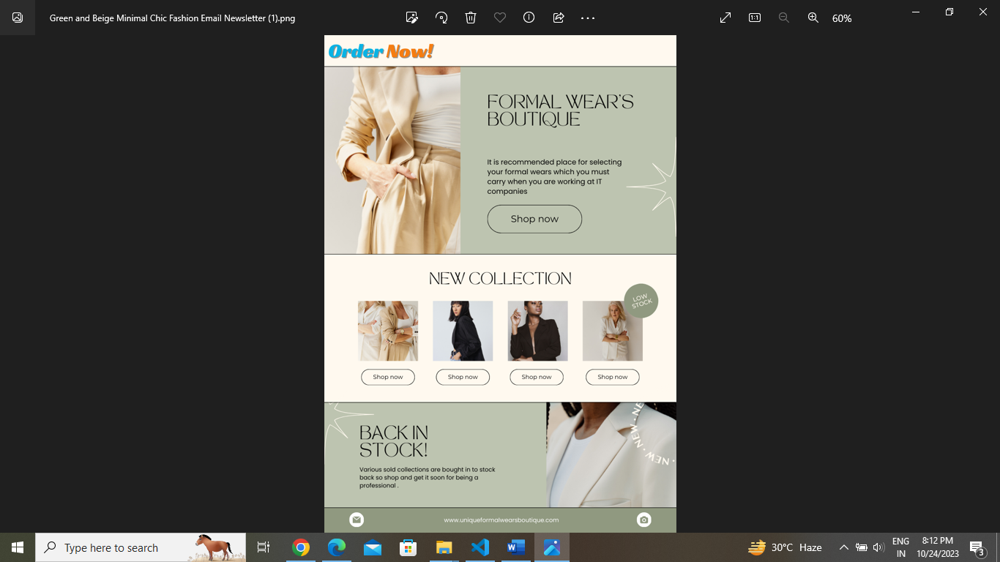 Green and Beige Minimal Chic Fashion Email Newsletter (1).png
1:1
60%
Order Now!
FORMAL WEAR'S
BOUTIQUE
It is recommended place for selecting
your formal wears which you must
carry when you are working at IT
companies
Shop now
NEW COLLECTION
LOW
STOCK
Shop now
Shop now
Shop now
Shop now
BACK IN
STOCK!
Various sold collections are bought in to stock
back so shop and get it soon for being a
professional .
NEW · NEW · NEW ·
www.uniqueformalwearsboutique.com
Type here to search
30°C Haze
ENG
IN
8:12 PM
10/24/2023
3